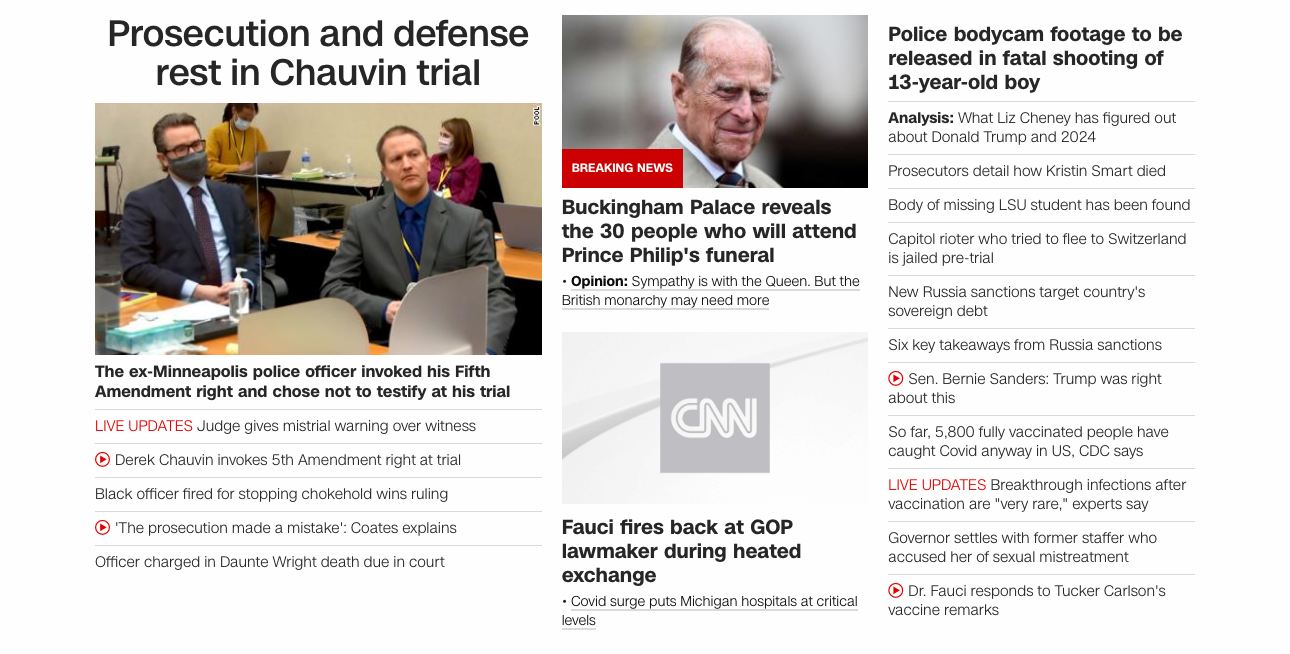 Prosecution and defense
rest in Chauvin trial
POOL
The ex-Minneapolis police officer invoked his Fifth
Amendment right and chose not to testify at his trial
LIVE UPDATES Judge gives mistrial warning over witness
Derek Chauvin invokes 5th Amendment right at trial
Black officer fired for stopping chokehold wins ruling
'The prosecution made a mistake': Coates explains
Officer charged in Daunte Wright death due in court
BREAKING NEWS
Buckingham Palace reveals
the 30 people who will attend
Prince Philip's funeral
• Opinion: Sympathy is with the Queen. But the
British monarchy may need more
CNN
Fauci fires back at GOP
lawmaker during heated
exchange
• Covid surge puts Michigan hospitals at critical
levels
Police bodycam footage to be
released in fatal shooting of
13-year-old boy
Analysis: What Liz Cheney has figured out
about Donald Trump and 2024
Prosecutors detail how Kristin Smart died
Body of missing LSU student has been found
Capitol rioter who tried to flee to Switzerland
is jailed pre-trial
New Russia sanctions target country's
sovereign debt
Six key takeaways from Russia sanctions
Sen. Bernie Sanders: Trump was right
about this
So far, 5,800 fully vaccinated people have
caught Covid anyway in US, CDC says
LIVE UPDATES Breakthrough infections after
vaccination are "very rare," experts say
Governor settles with former staffer who
accused her of sexual mistreatment
Dr. Fauci responds to Tucker Carlson's
vaccine remarks